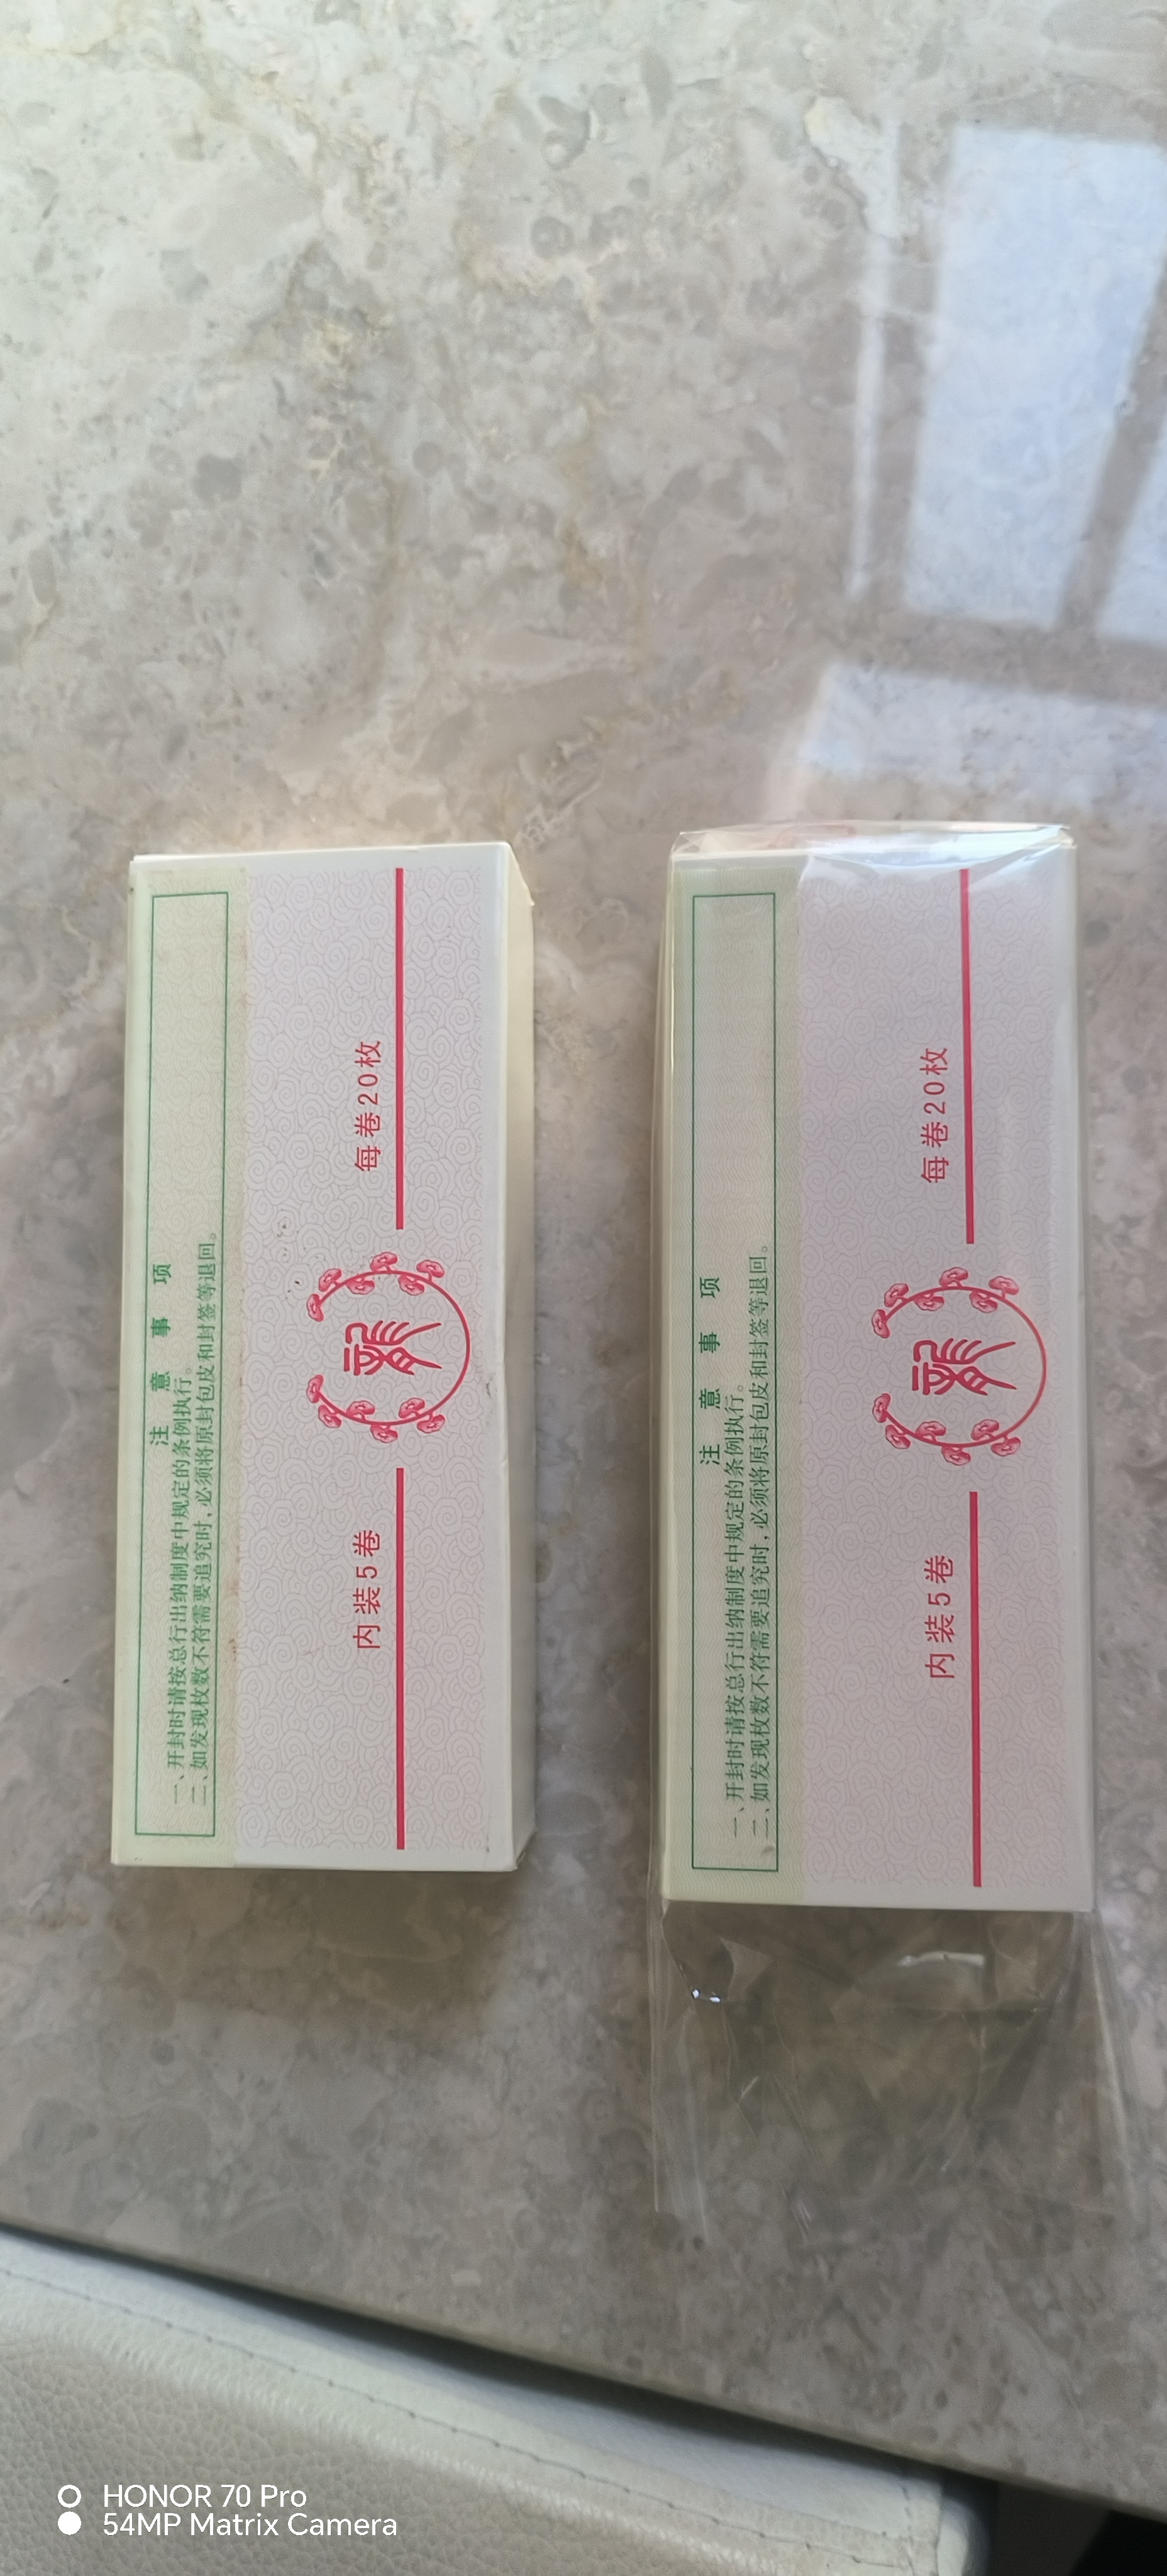 注意事项
一、开封时请按总行出纳制度中规定的条例执行。
二、如发现枚数不符需要追究时，必须将原封包皮和封签等退回。
内装5卷 每卷20枚
注意事项
一、开封时请按总行出纳制度中规定的条例执行。
二、如发现枚数不符需要追究时，必须将原封包皮和封签等退回。
内装5卷 每卷20枚
HONOR 70 Pro
54MP Matrix Camera